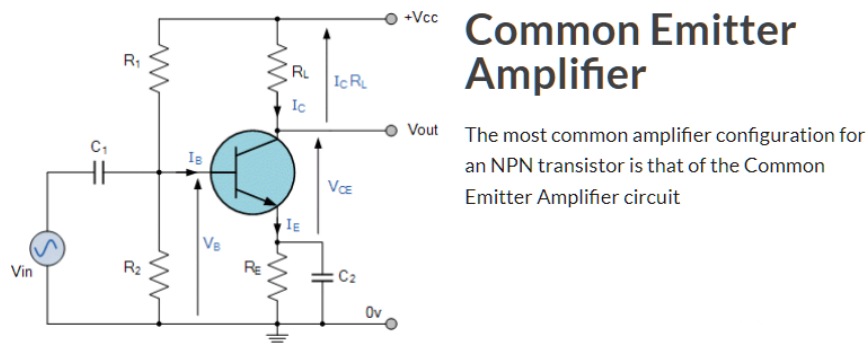 +Vcc
Common Emitter
Amplifier
R₁
RL
IC RL
IC
Vout
The most common amplifier configuration for
an NPN transistor is that of the Common
Emitter Amplifier circuit
C₁
IB
VCE
IE
VB
Vin
R₂
RE
C₂
0v